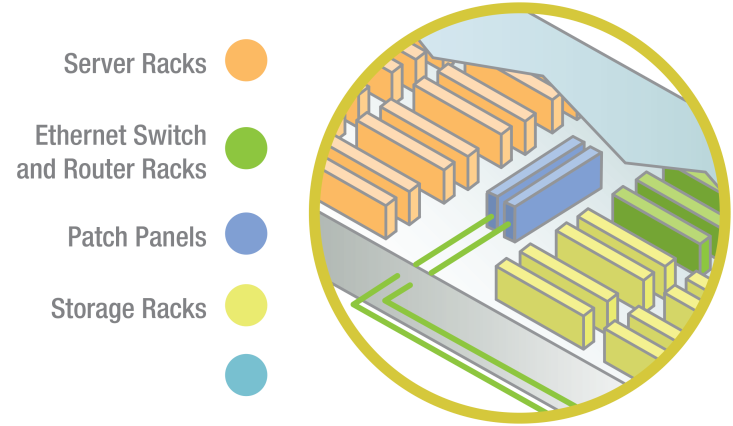 Server Racks
Ethernet Switch
and Router Racks
Patch Panels
Storage Racks